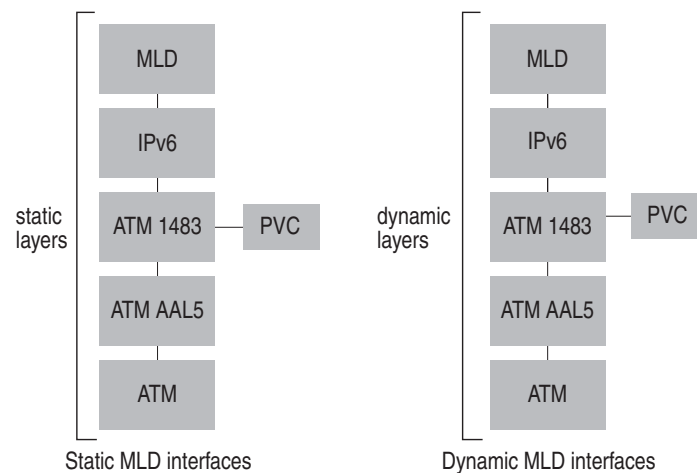 MLD
IPv6
static
layers
ATM 1483
PVC
ATM AAL5
ATM
Static MLD interfaces
MLD
IPv6
dynamic
layers
ATM 1483
PVC
ATM AAL5
ATM
Dynamic MLD interfaces